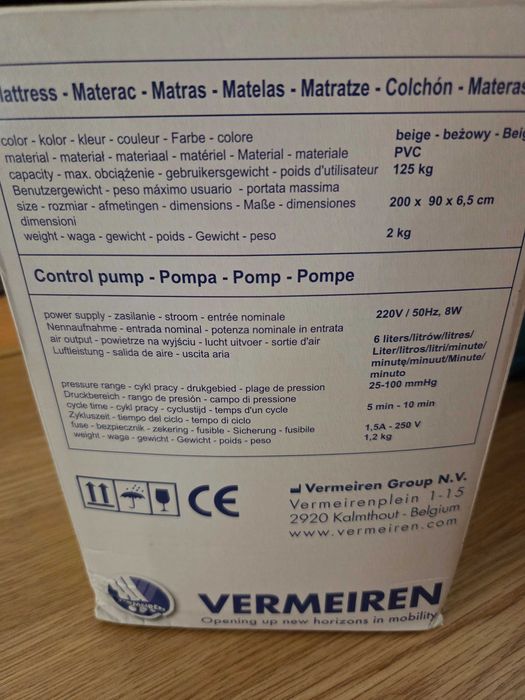 Mattress - Materac - Matras - Matelas - Matratze - Colchón - Materas
color - kolor - kleur - couleur - Farbe - colore beige - beżowy - Bei
material - materiał - materiaal - matériel - Material - materiale PVC
capacity - max. obciążenie - gebruikersgewicht - poids d'utilisateur 125 kg
Benutzergewicht - peso máximo usuario - portata massima
size - rozmiar - afmetingen - dimensions - Maße - dimensiones 200 x 90 x 6,5 cm
dimensioni
weight - waga - gewicht - poids - Gewicht - peso 2 kg
Control pump - Pompa - Pomp - Pompe
power supply - zasilanie - stroom - entrée nominale 220V / 50Hz, 8W
Nennaufnahme - entrada nominal - potenza nominale in entrata
air output - powietrze na wyjściu - lucht uitvoer - sortie d'air 6 liters/litrów/litres/
Luftleistung - salida de aire - uscita aria Liter/litros/litri/minute/
minutę/minuut/Minute/
minuto
pressure range - cykl pracy - drukgebied - plage de pression 25-100 mmHg
Druckbereich - rango de presión - campo di pressione
cycle time - cykl pracy - cyclustijd - temps d'un cycle 5 min - 10 min
Zykluszeit - tiempo del ciclo - tempo di ciclo
fuse - bezpiecznik - zekering - fusible - Sicherung - fusibile 1,5A - 250 V
weight - waga - gewicht - Gewicht - poids - peso 1,2 kg
CE
Vermeiren Group N.V.
Vermeirenplein 1-15
2920 Kalmthout - Belgium
www.vermeiren.com
VERMEIREN
VERMEIREN
Opening up new horizons in mobility